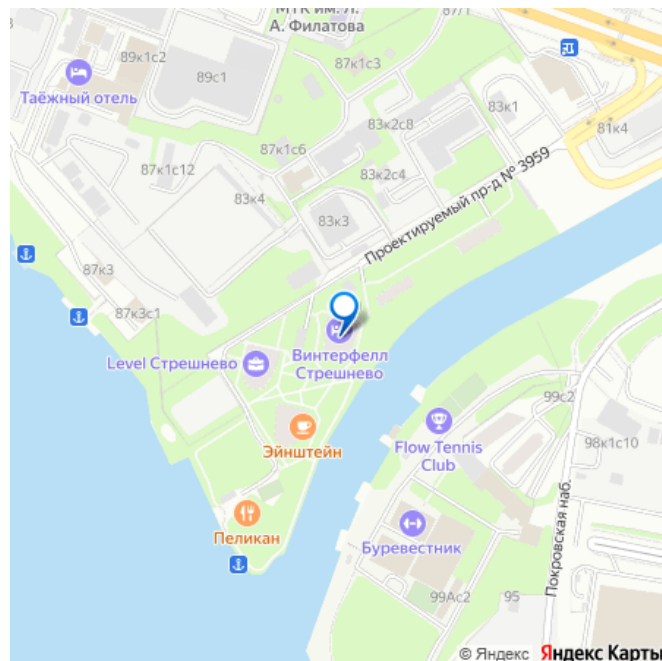 МТК им. Л.
А. Филатова
87/1
89к1с2
89с1
87к1с3
Таёжный отель
83к1
83к2с8
81к4
87к1с6
87к1с12
83к2с4
83к4
83к3
Проектируемый пр-д № 3959
87к3
87к3с1
Level Стрешнево
Винтерфелл
Стрешнево
99с2
Эйнштейн
Flow Tennis
Club
98к1с10
Пеликан
Буревестник
Покровская наб.
99Ас2
95
© Яндекс Яндекс Карты